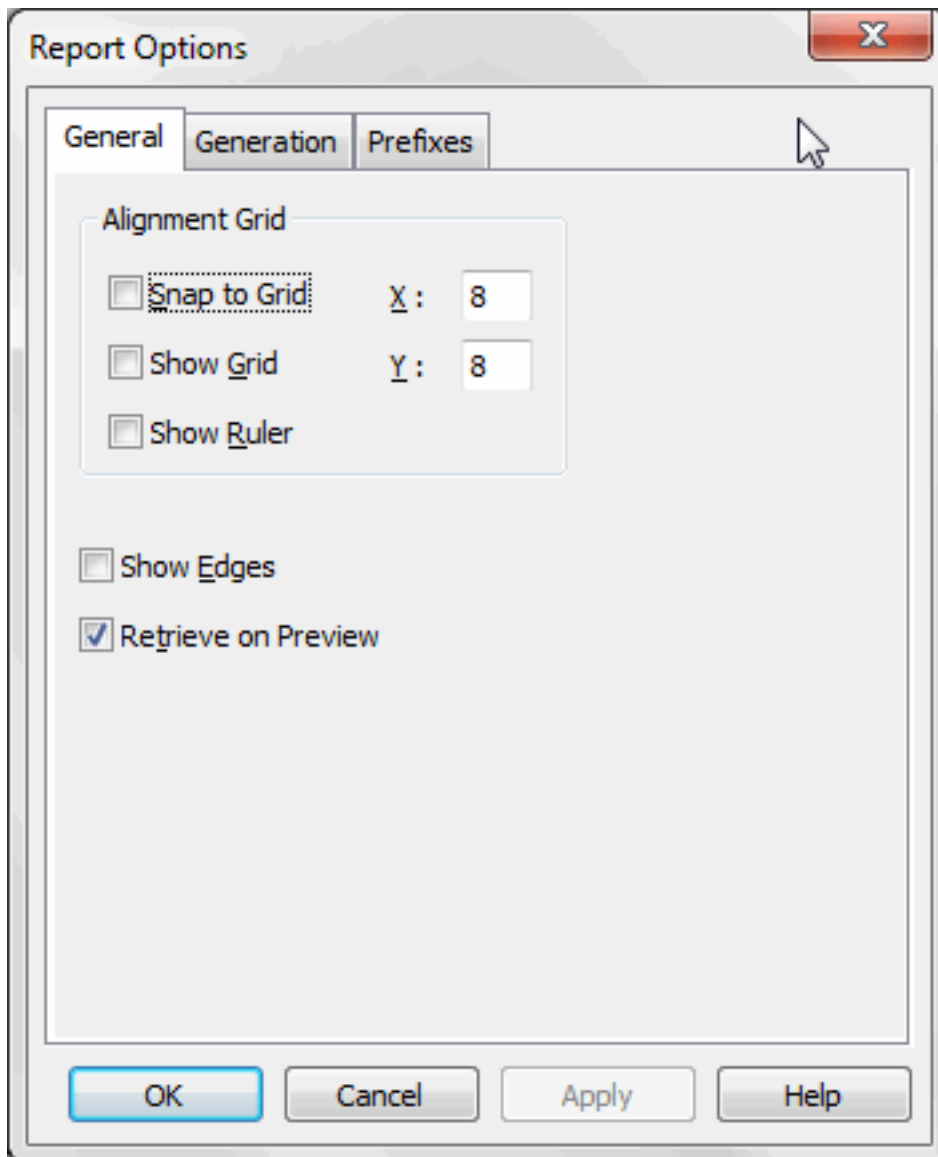 Report Options
General Generation Prefixes
Alignment Grid
Snap to Grid X: 8
Show Grid Y: 8
Show Ruler
Show Edges
Retrieve on Preview
OK Cancel Apply Help